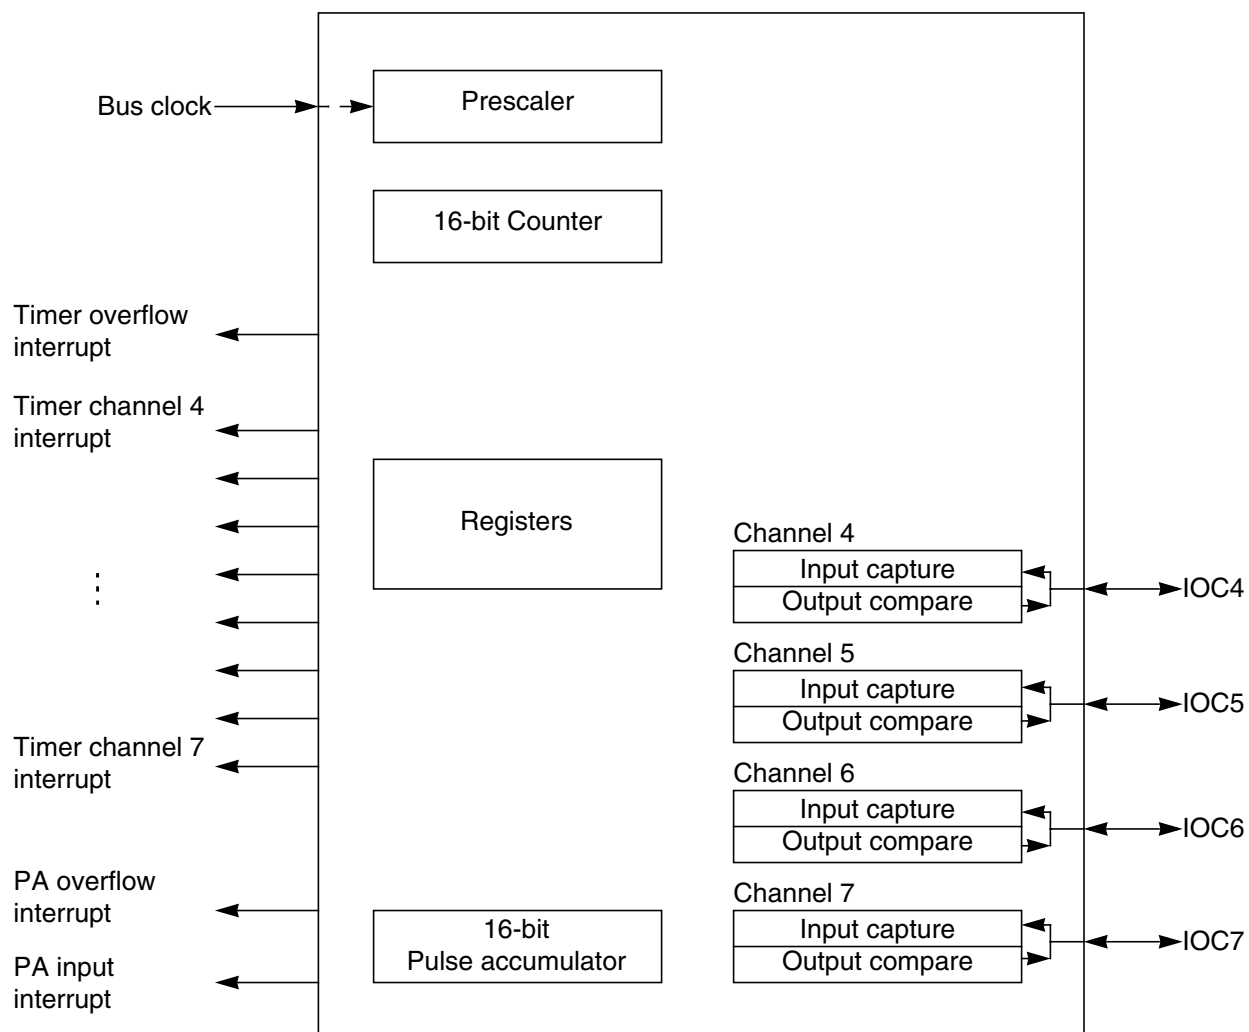 Bus clock
Prescaler
16-bit Counter
Timer overflow
interrupt
Timer channel 4
interrupt
Registers
Channel 4
Input capture
Output compare
IOC4
Channel 5
Input capture
Output compare
IOC5
Timer channel 7
interrupt
Channel 6
Input capture
Output compare
IOC6
PA overflow
interrupt
16-bit
Pulse accumulator
Channel 7
Input capture
Output compare
IOC7
PA input
interrupt